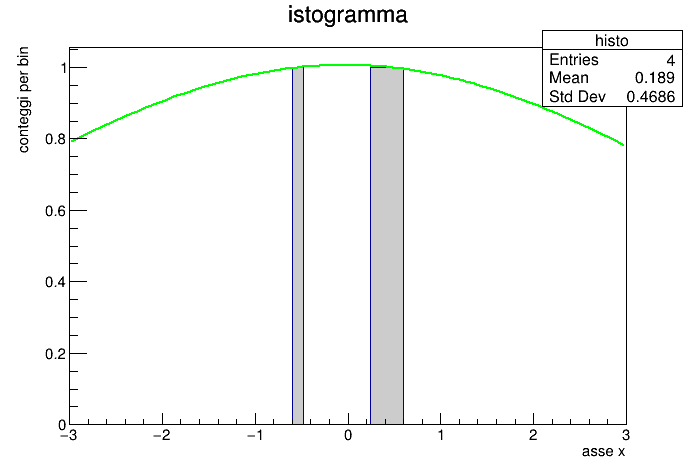 istogramma
histo
Entries 4
Mean 0.189
Std Dev 0.4686
conteggi per bin
1
0.8
0.6
0.4
0.2
0
−3 −2 −1 0 1 2 3
asse x